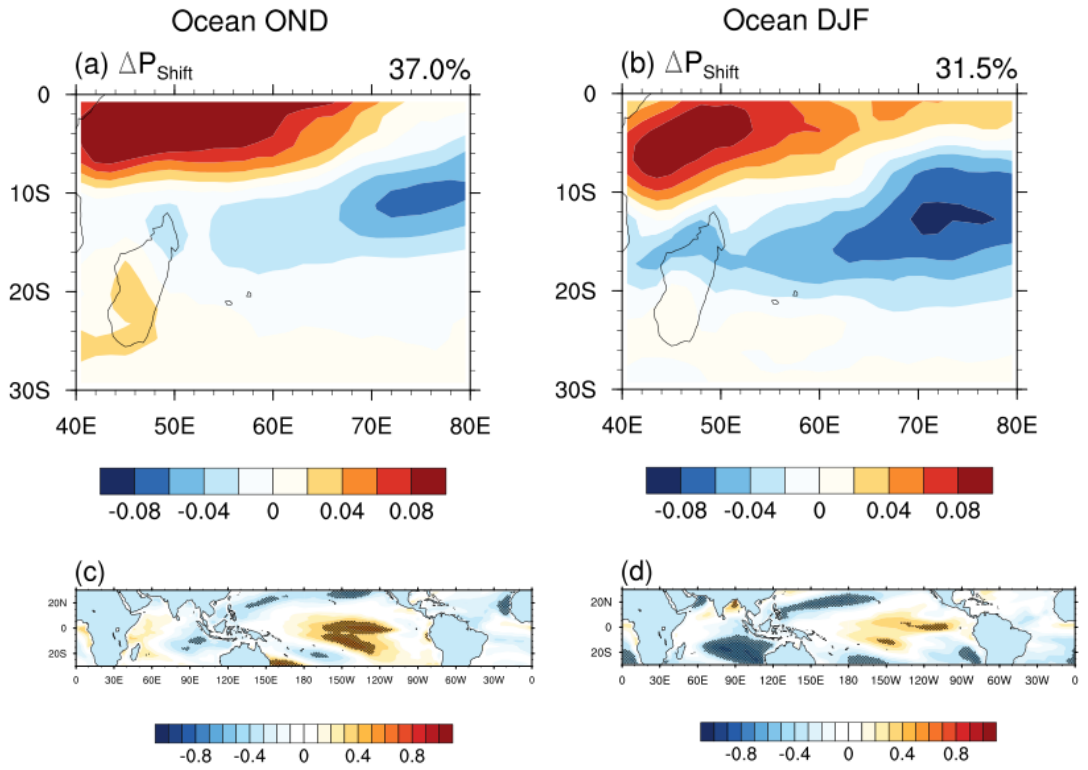 Ocean OND
Ocean DJF
(a) ΔP_Shift 37.0%
(b) ΔP_Shift 31.5%
0
10S
20S
30S
40E 50E 60E 70E 80E
0
10S
20S
30S
40E 50E 60E 70E 80E
-0.08 -0.04 0 0.04 0.08
-0.08 -0.04 0 0.04 0.08
(c)
20N
0
20S
0 30E 60E 90E 120E 150E 180 150W 120W 90W 60W 30W 0
(d)
20N
0
20S
0 30E 60E 90E 120E 150E 180 150W 120W 90W 60W 30W 0
-0.8 -0.4 0 0.4 0.8
-0.8 -0.4 0 0.4 0.8